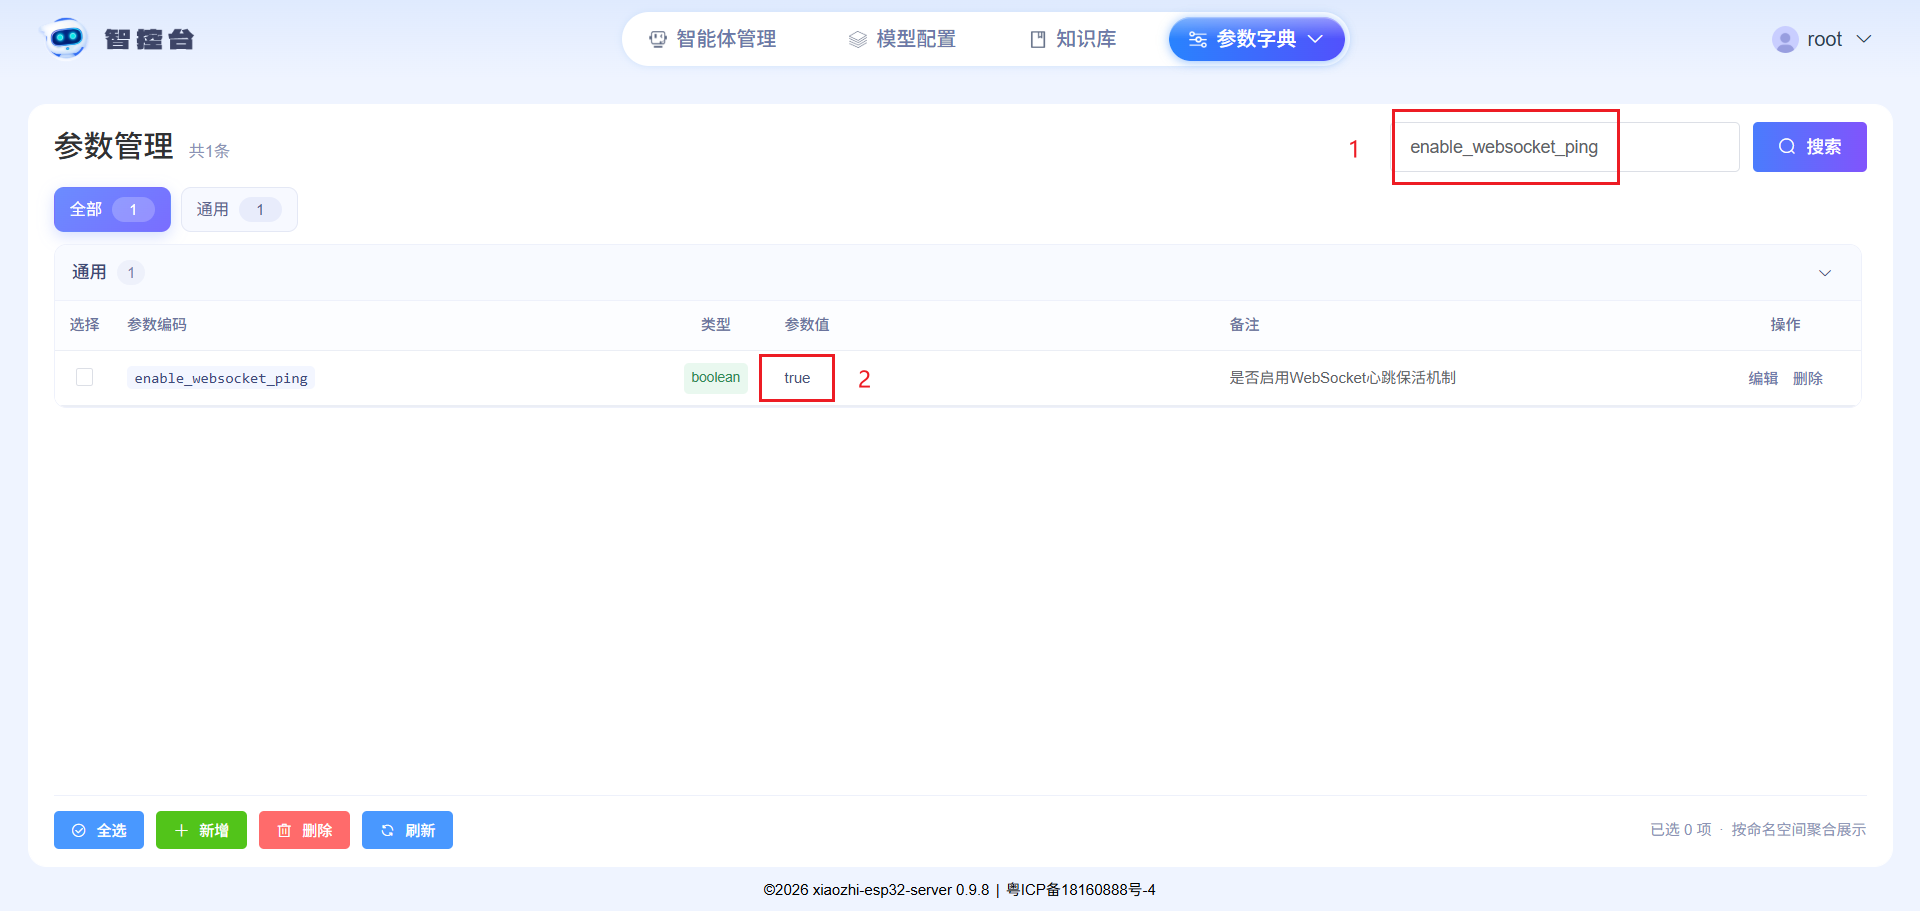 智控台
智能体管理
模型配置
知识库
参数字典
root
参数管理 共1条
1
enable_websocket_ping
搜索
全部 1
通用 1
通用 1
选择 参数编码 类型 参数值 备注 操作
enable_websocket_ping boolean true 2 是否启用WebSocket心跳保活机制 编辑 删除
全选 新增 删除 刷新
已选 0 项 · 按命名空间聚合展示
©2026 xiaozhi-esp32-server 0.9.8 | 粤ICP备18160888号-4